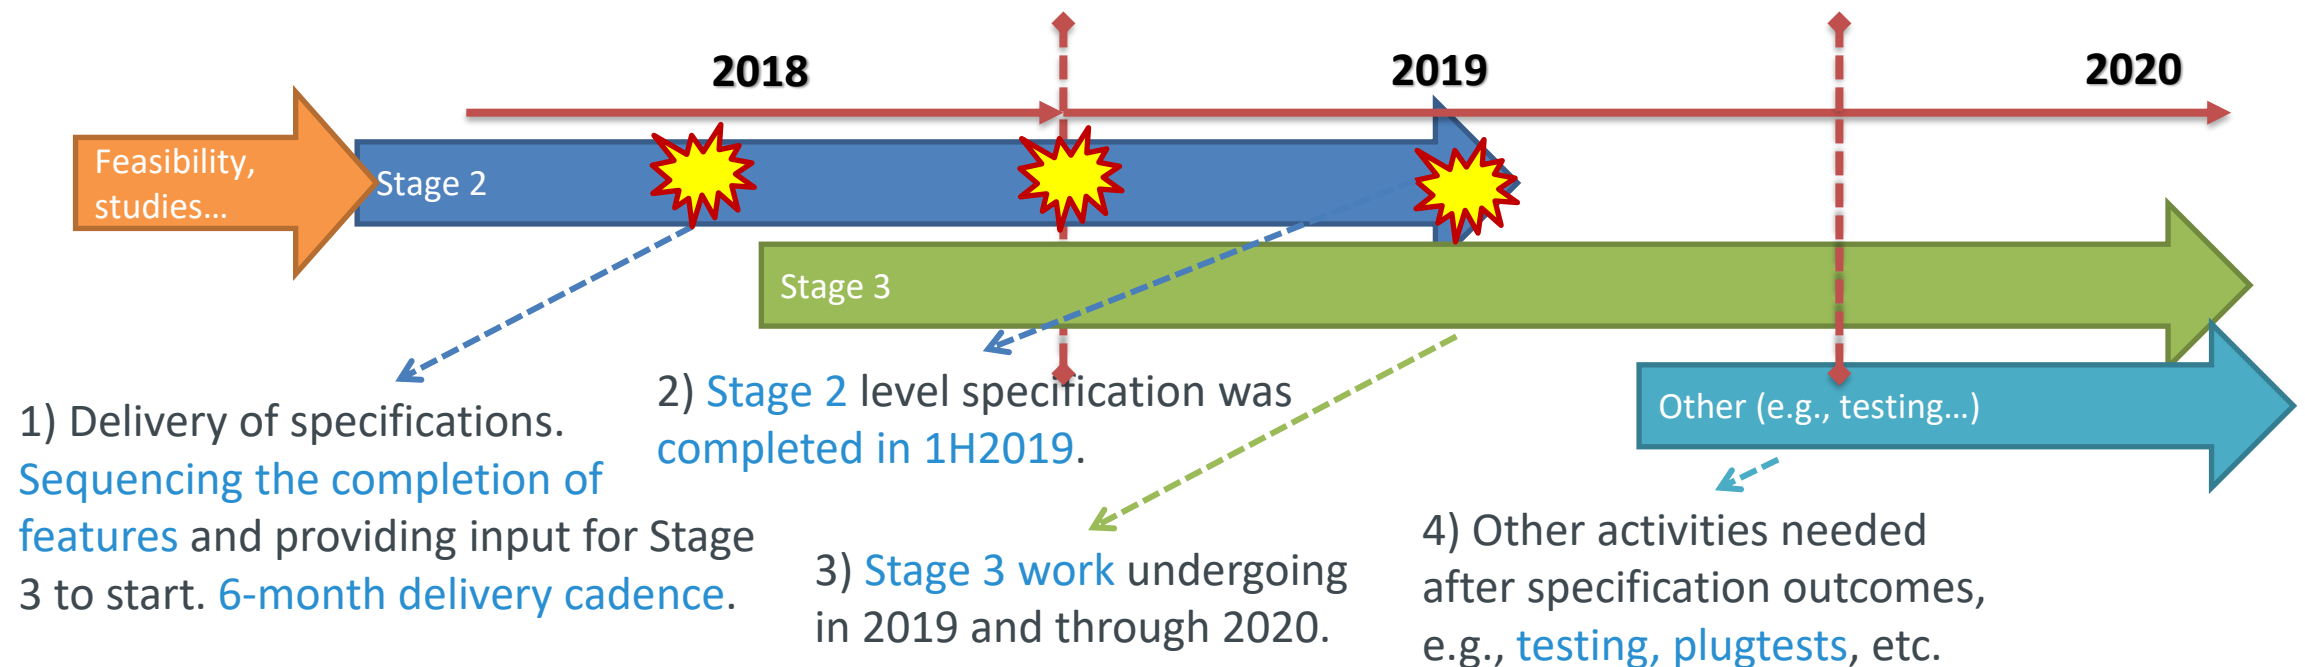 2018
2019
2020
Feasibility,
studies...
Stage 2
Stage 3
Other (e.g., testing...)
1) Delivery of specifications.
Sequencing the completion of
features and providing input for Stage
3 to start. 6-month delivery cadence.
2) Stage 2 level specification was
completed in 1H2019.
3) Stage 3 work undergoing
in 2019 and through 2020.
4) Other activities needed
after specification outcomes,
e.g., testing, plugtests, etc.